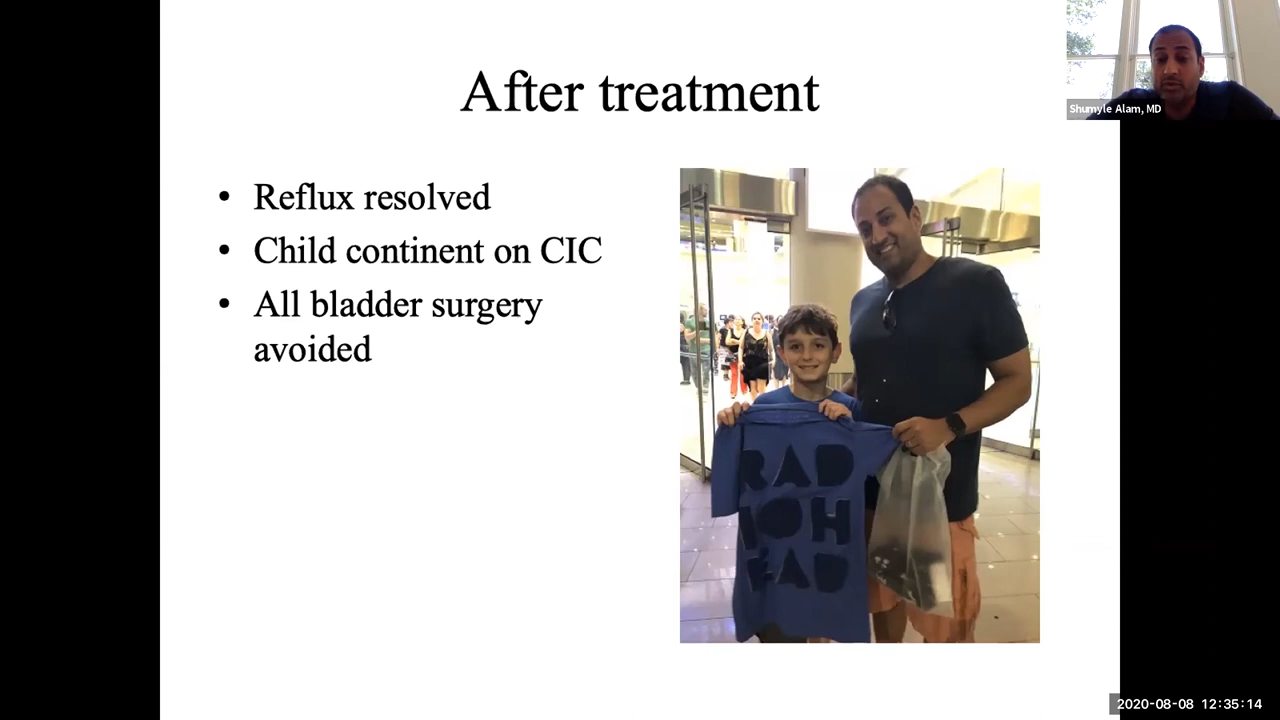 After treatment
Shumyle Alam, MD
• Reflux resolved
• Child continent on CIC
• All bladder surgery
avoided
RAD
IOH
EAD
2020-08-08 12:35:14